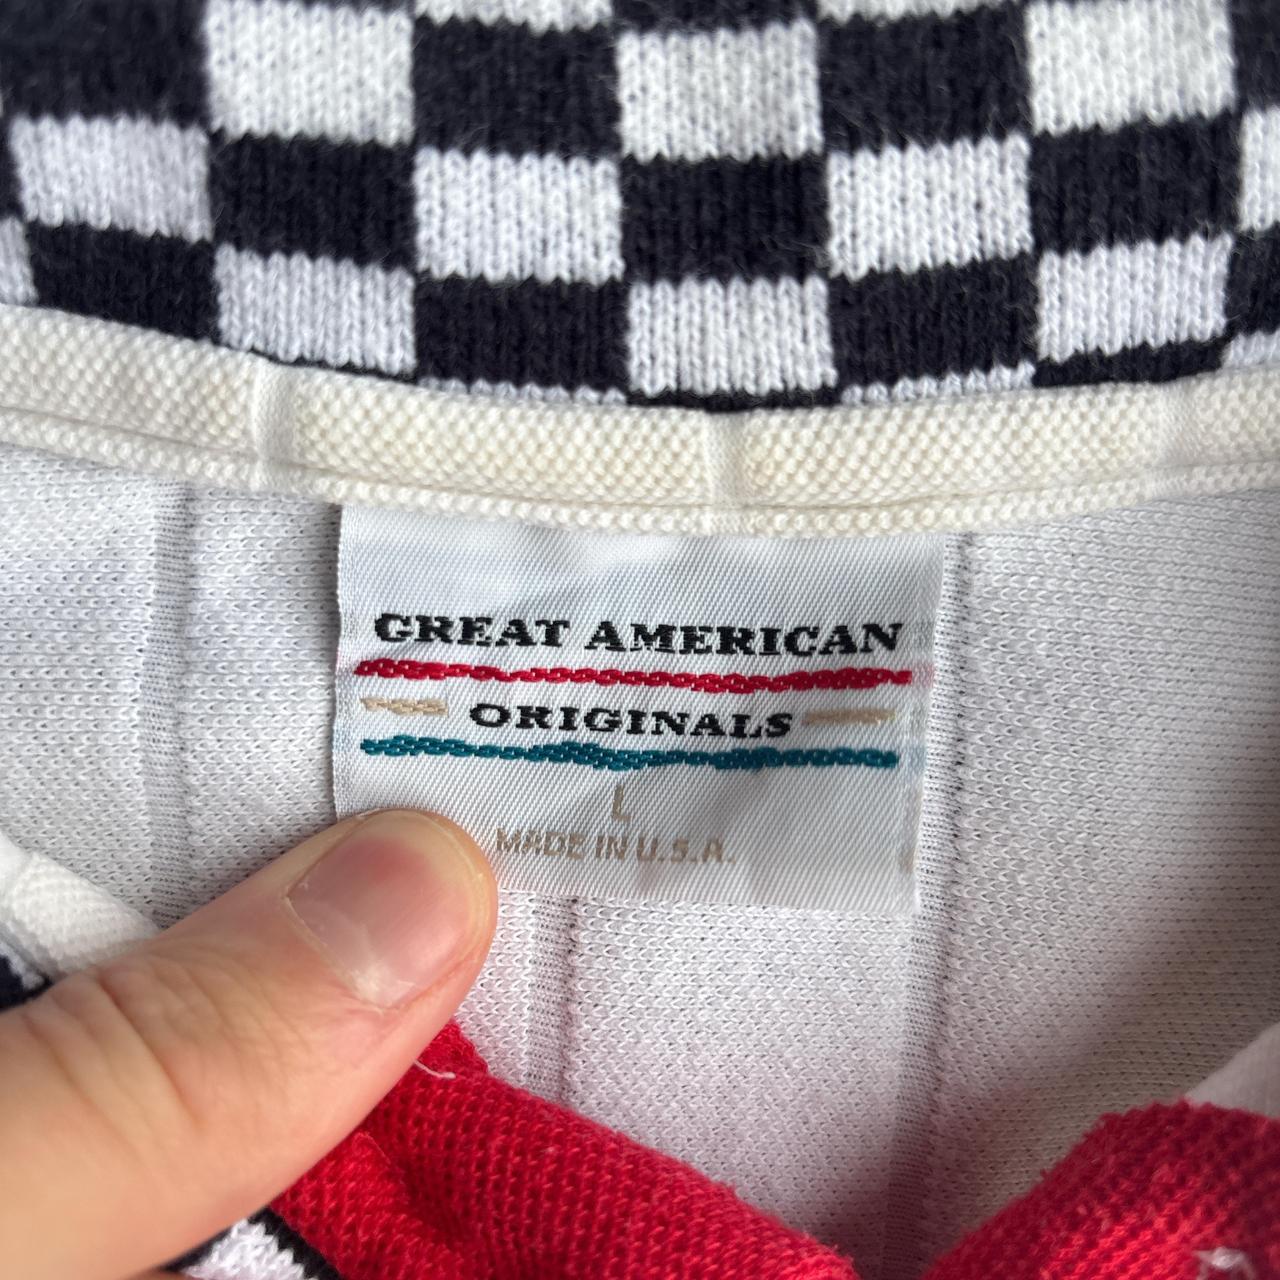 GREAT AMERICAN
ORIGINALS
L
MADE IN U.S.A.